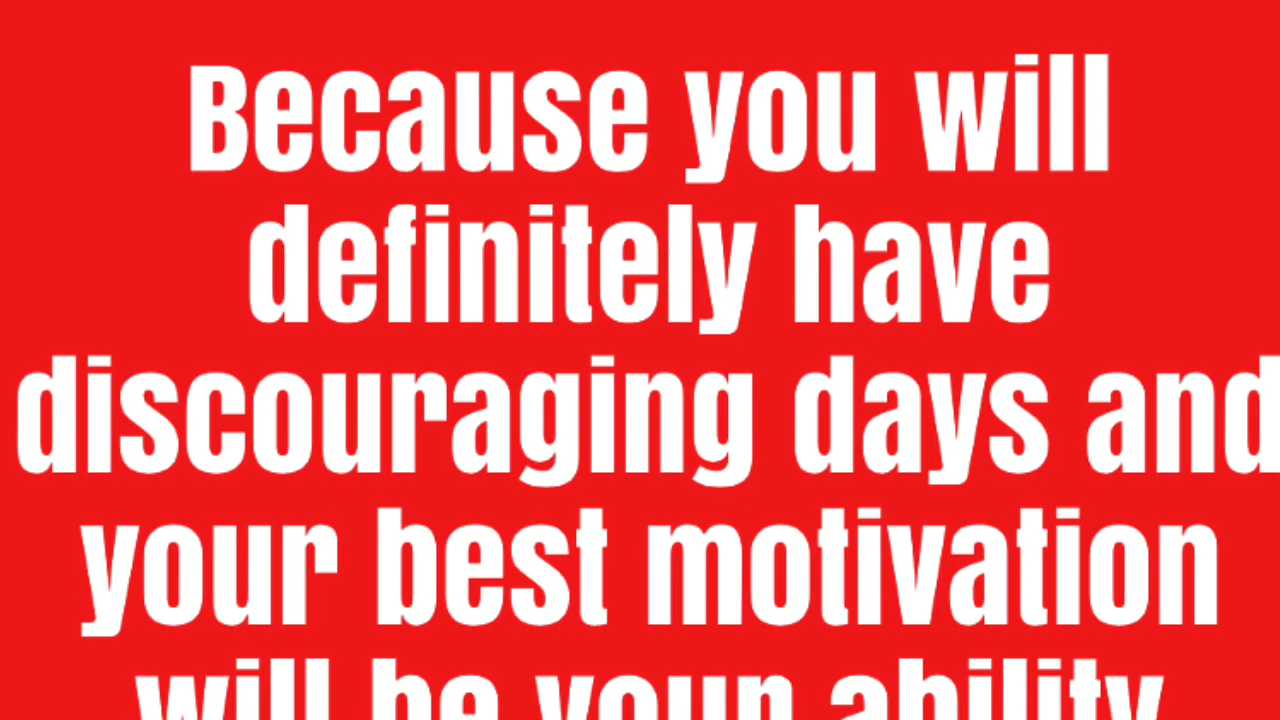 Because you will
definitely have
discouraging days and
your best motivation
will be your ability